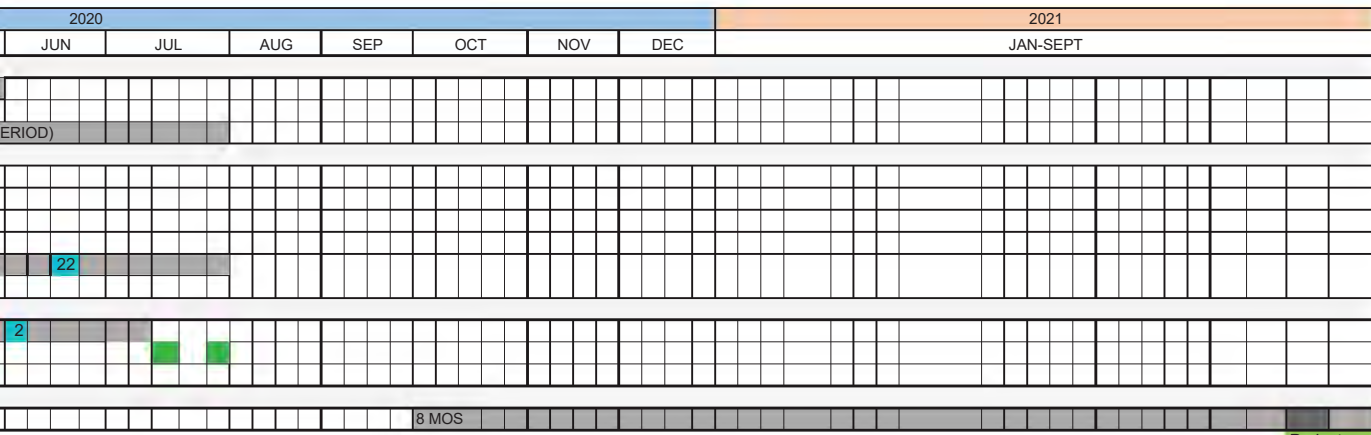 2020 2021
JUN JUL AUG SEP OCT NOV DEC JAN-SEPT
ERIOD)
22
2
8 MOS